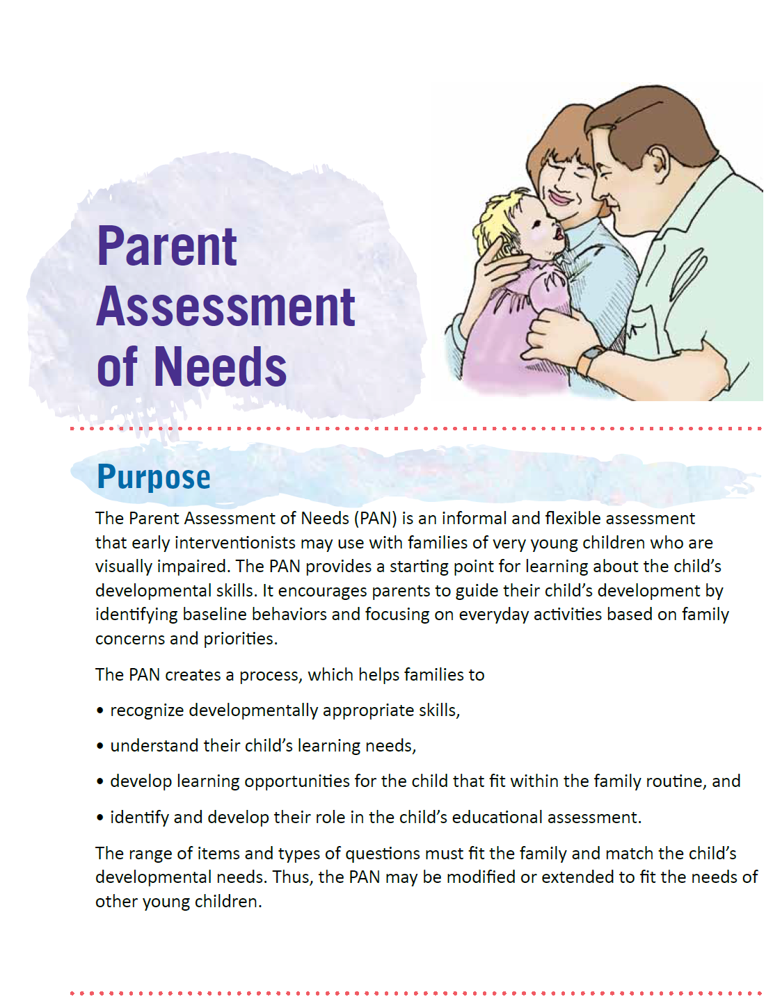 Parent
Assessment
of Needs
Purpose
The Parent Assessment of Needs (PAN) is an informal and flexible assessment
that early interventionists may use with families of very young children who are
visually impaired. The PAN provides a starting point for learning about the child’s
developmental skills. It encourages parents to guide their child’s development by
identifying baseline behaviors and focusing on everyday activities based on family
concerns and priorities.
The PAN creates a process, which helps families to
• recognize developmentally appropriate skills,
• understand their child’s learning needs,
• develop learning opportunities for the child that fit within the family routine, and
• identify and develop their role in the child’s educational assessment.
The range of items and types of questions must fit the family and match the child’s
developmental needs. Thus, the PAN may be modified or extended to fit the needs of
other young children.